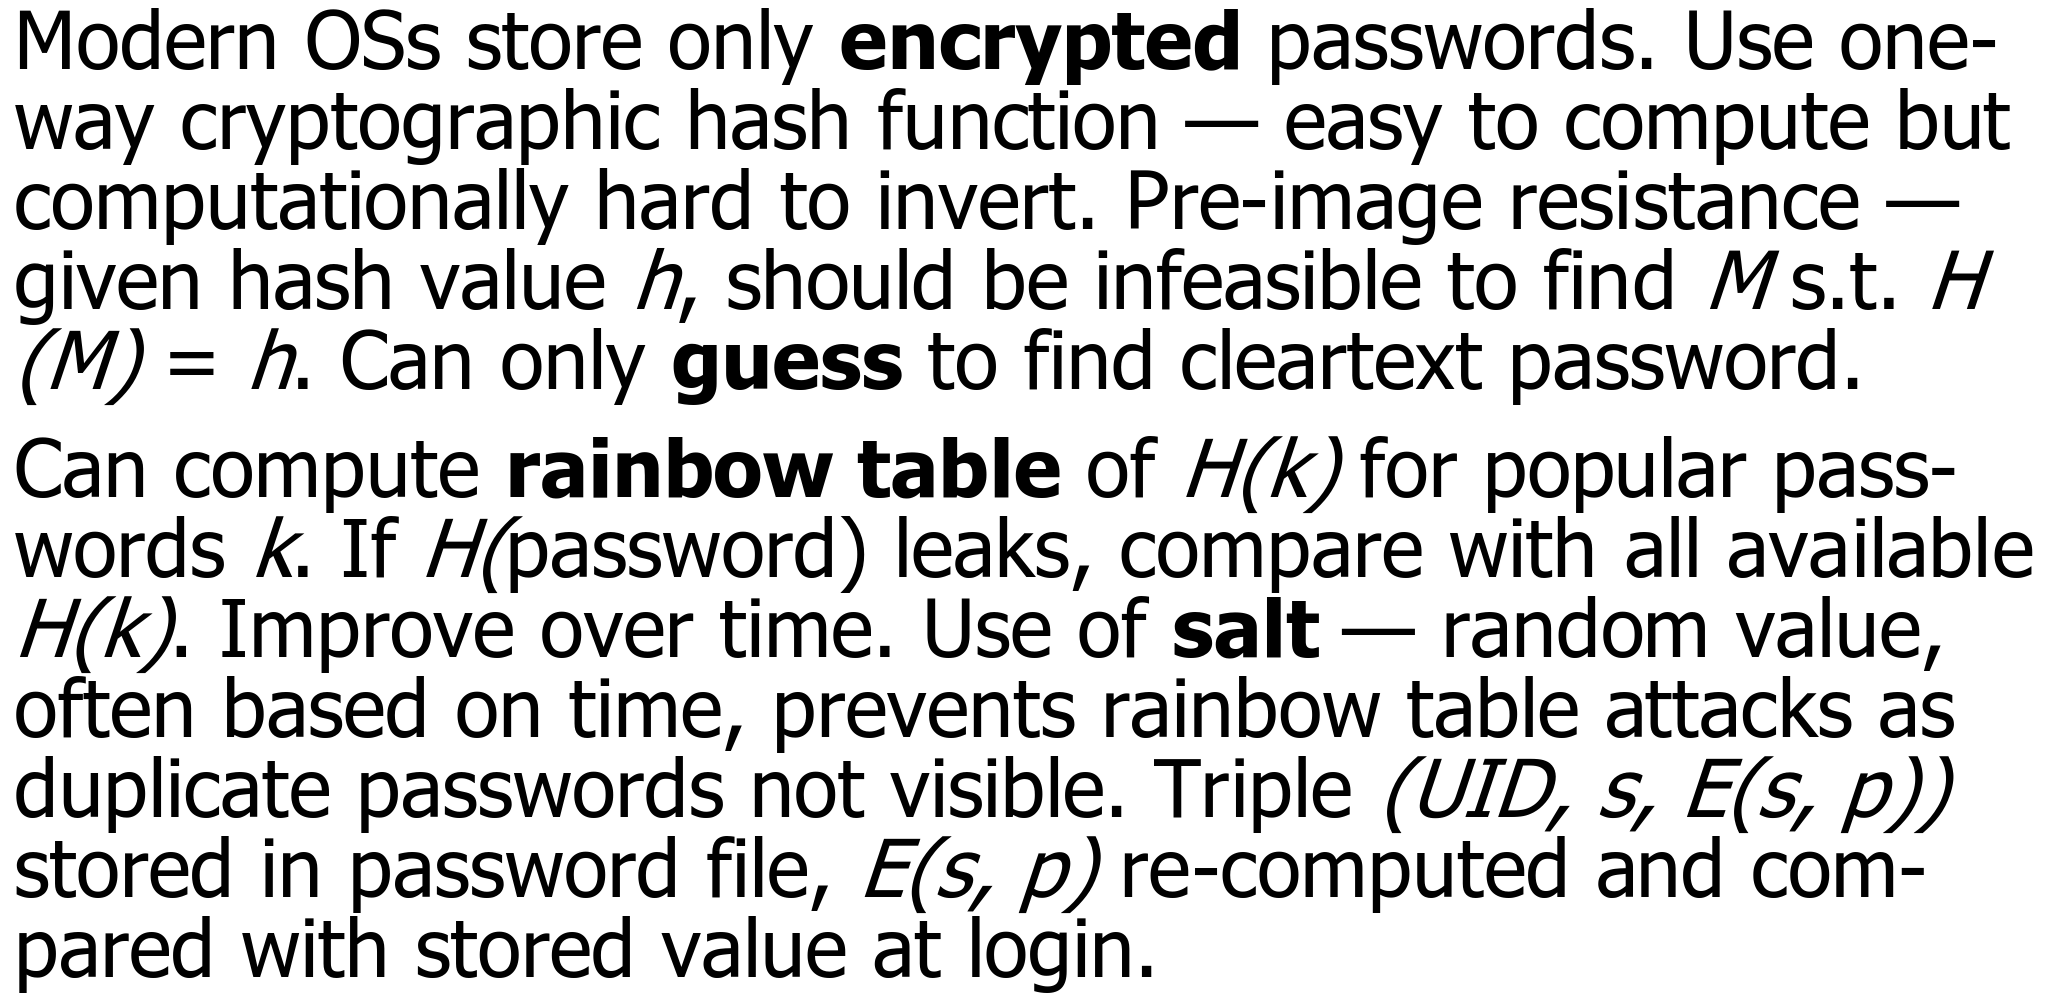 Modern OSs store only encrypted passwords. Use one-
way cryptographic hash function — easy to compute but
computationally hard to invert. Pre-image resistance —
given hash value h, should be infeasible to find M s.t. H
(M) = h. Can only guess to find cleartext password.
Can compute rainbow table of H(k) for popular pass-
words k. If H(password) leaks, compare with all available
H(k). Improve over time. Use of salt — random value,
often based on time, prevents rainbow table attacks as
duplicate passwords not visible. Triple (UID, s, E(s, p))
stored in password file, E(s, p) re-computed and com-
pared with stored value at login.